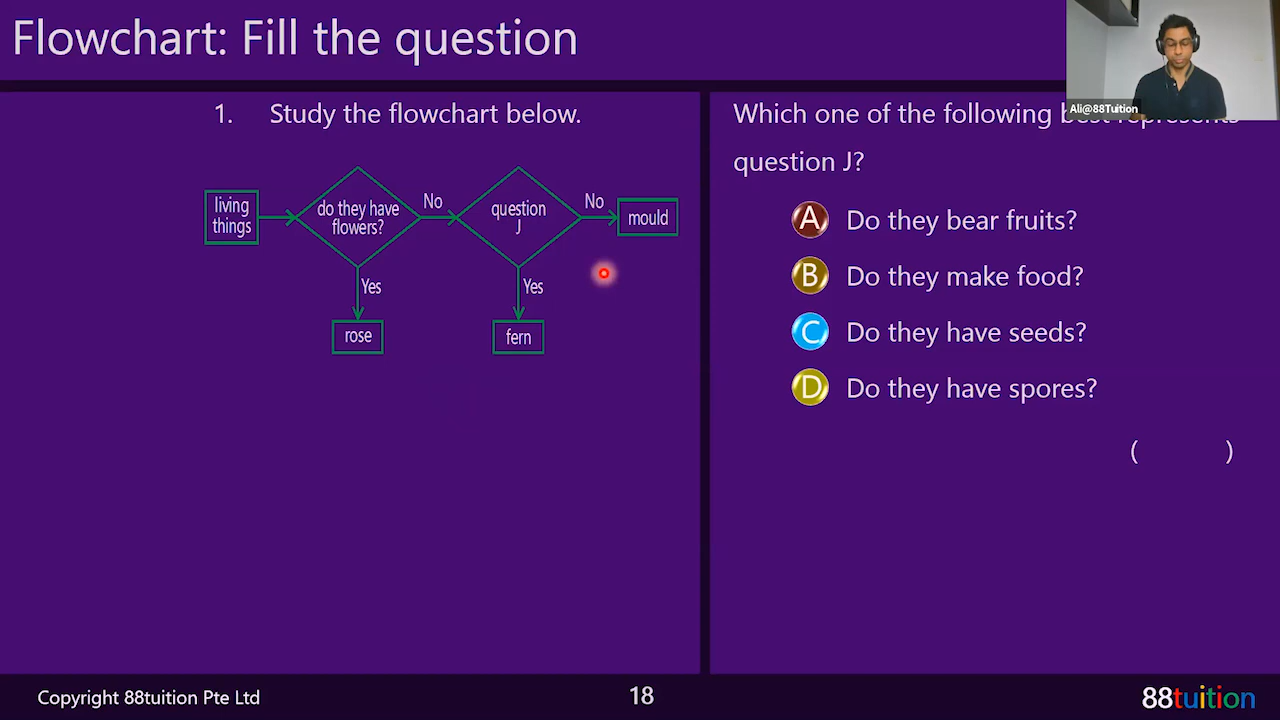 Flowchart: Fill the question
Ali@88Tuition
1. Study the flowchart below.
living
things
do they have
flowers?
No
question
J
No
mould
Yes
Yes
rose
fern
Which one of the following best represents
question J?
A Do they bear fruits?
B Do they make food?
C Do they have seeds?
D Do they have spores?
( )
Copyright 88tuition Pte Ltd
18
88tuition